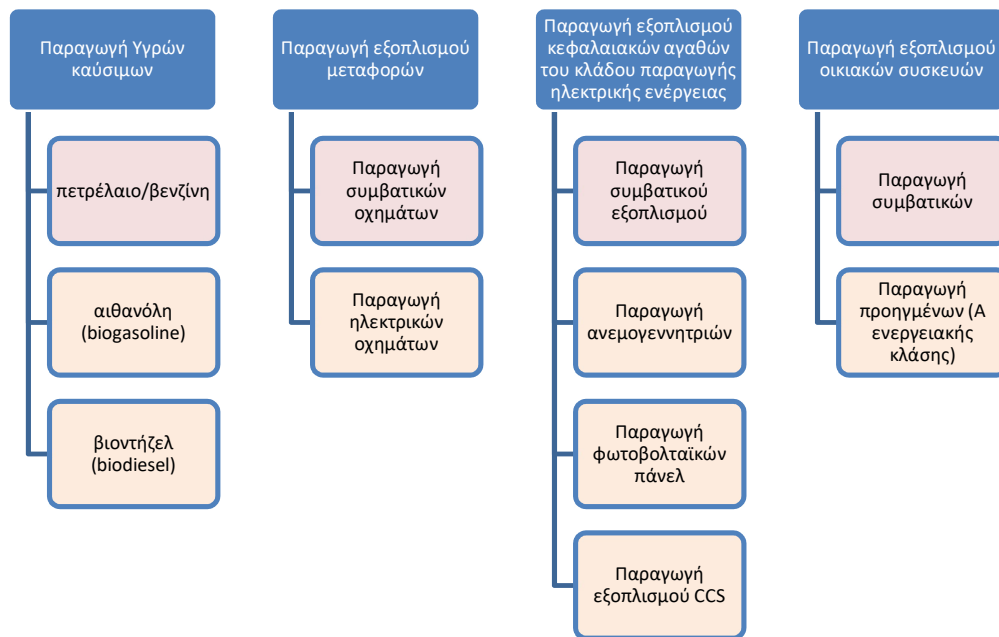 Παραγωγή Υγρών
καύσιμων
πετρέλαιο/βενζίνη
αιθανόλη
(biogasoline)
βιοντήζελ
(biodiesel)
Παραγωγή εξοπλισμού
μεταφορών
Παραγωγή
συμβατικών
οχημάτων
Παραγωγή
ηλεκτρικών
οχημάτων
Παραγωγή εξοπλισμού
κεφαλαιακών αγαθών
του κλάδου παραγωγής
ηλεκτρικής ενέργειας
Παραγωγή
συμβατικού
εξοπλισμού
Παραγωγή
ανεμογεννητριών
Παραγωγή
φωτοβολταϊκών
πάνελ
Παραγωγή
εξοπλισμού CCS
Παραγωγή εξοπλισμού
οικιακών συσκευών
Παραγωγή
συμβατικών
Παραγωγή
προηγμένων (Α
ενεργειακής
κλάσης)